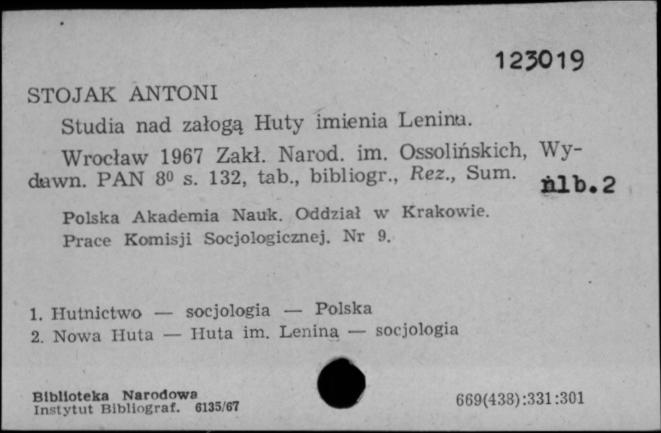 123019
STOJAK ANTONI
Studia nad załogą Huty imienia Lenina.
Wrocław 1967 Zakł. Narod. im. Ossolińskich, Wy-
dawn. PAN 8⁰ s. 132, tab., bibliogr., Rez., Sum.
nlb.2
Polska Akademia Nauk. Oddział w Krakowie.
Prace Komisji Socjologicznej. Nr 9.
1. Hutnictwo — socjologia — Polska
2. Nowa Huta — Huta im. Lenina — socjologia
Biblioteka Narodowa
Instytut Bibliograf. 6135/67
669(438):331:301